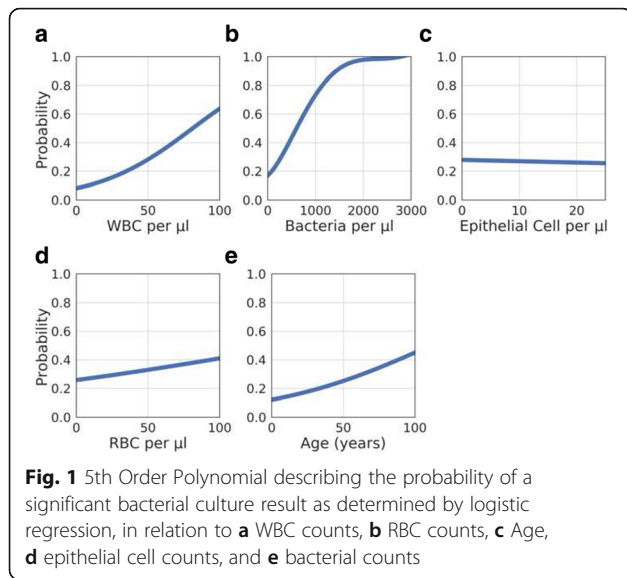 a b c
1.0 1.0 1.0
0.8 0.8 0.8
0.6 0.6 0.6
0.4 0.4 0.4
0.2 0.2 0.2
0.0 0.0 0.0
Probability
0 50 100 0 1000 2000 3000 0 10 20
WBC per µl Bacteria per µl Epithelial Cell per µl
d e
1.0 1.0
0.8 0.8
0.6 0.6
0.4 0.4
0.2 0.2
0.0 0.0
Probability
0 50 100 0 50 100
RBC per µl Age (years)
Fig. 1 5th Order Polynomial describing the probability of a
significant bacterial culture result as determined by logistic
regression, in relation to a WBC counts, b RBC counts, c Age,
d epithelial cell counts, and e bacterial counts